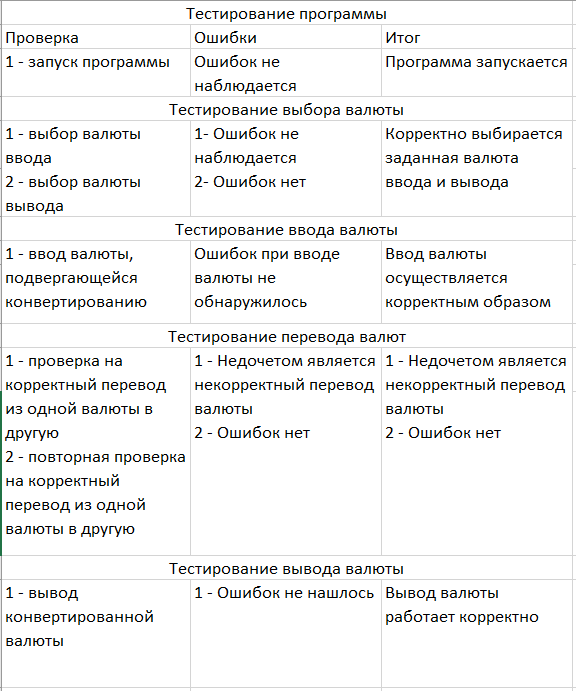 Тестирование программы
Проверка Ошибки Итог
1 - запуск программы
Ошибок не
наблюдается
Программа запускается
Тестирование выбора валюты
1 - выбор валюты
ввода
2 - выбор валюты
вывода
1- Ошибок не
наблюдается
2- Ошибок нет
Корректно выбирается
заданная валюта
ввода и вывода
Тестирование ввода валюты
1 - ввод валюты,
подвергающейся
конвертированию
Ошибок при вводе
валюты не
обнаружилось
Ввод валюты
осуществляется
корректным образом
Тестирование перевода валют
1 - проверка на
корректный перевод
из одной валюты в
другую
2 - повторная проверка
на корректный
перевод из одной
валюты в другую
1 - Недочетом является
некорректный перевод
валюты
2 - Ошибок нет
1 - Недочетом является
некорректный перевод
валюты
2 - Ошибок нет
Тестирование вывода валюты
1 - вывод
конвертированной
валюты
1 - Ошибок не нашлось
Вывод валюты
работает корректно